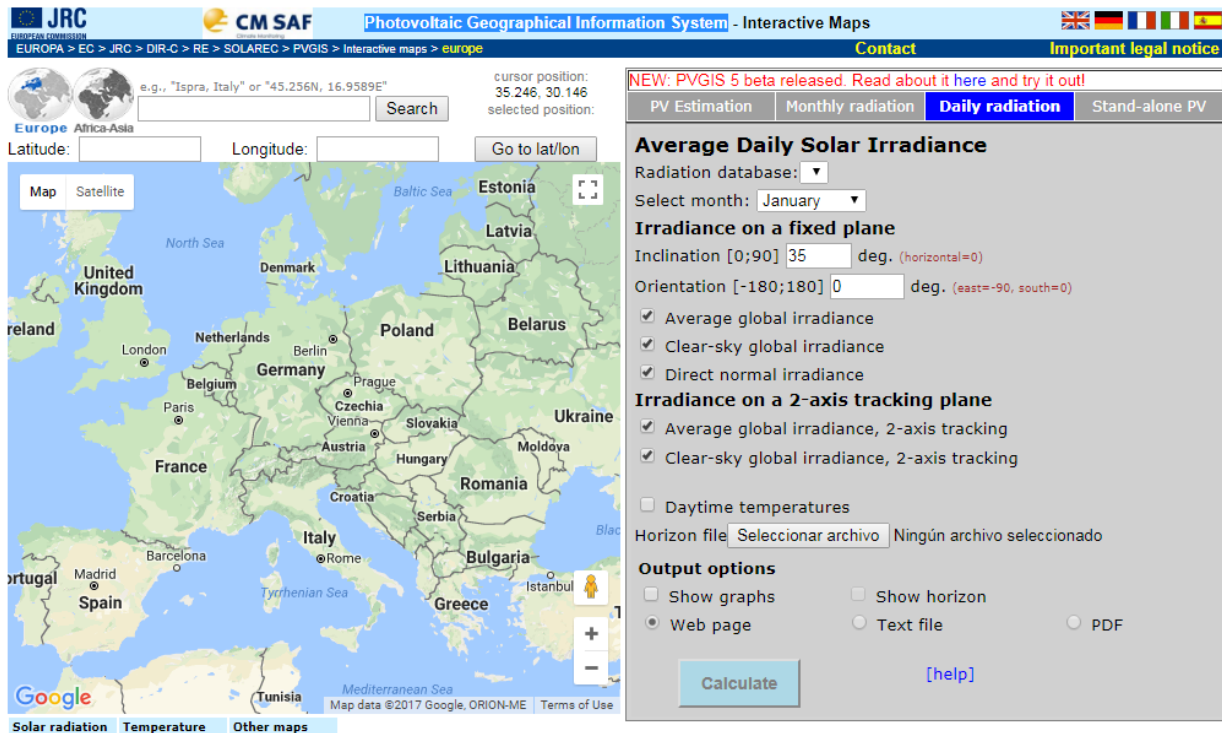 JRC
EUROPEAN COMMISSION
CM SAF
Climate Monitoring
Photovoltaic Geographical Information System - Interactive Maps
EUROPA > EC > JRC > DIR-C > RE > SOLAREC > PVGIS > Interactive maps > europe
Contact
Important legal notice
Europe
Africa-Asia
e.g., "Ispra, Italy" or "45.256N, 16.9589E"
Search
cursor position:
35.246, 30.146
selected position:
Latitude:
Longitude:
Go to lat/lon
Map
Satellite
Baltic Sea
Estonia
North Sea
Latvia
United
Kingdom
Denmark
Lithuania
reland
Netherlands
Poland
Belarus
London
Berlin
Belgium
Germany
Prague
Paris
Czechia
Vienna
Slovakia
Ukraine
Austria
Hungary
Moldova
France
Romania
Croatia
Serbia
Blac
Italy
Barcelona
Rome
Bulgaria
ortugal
Madrid
Istanbul
Spain
Tyrrhenian Sea
Greece
T
+
−
Google
Tunisia
Mediterranean Sea
Map data ©2017 Google, ORION-ME
Terms of Use
Solar radiation
Temperature
Other maps
NEW: PVGIS 5 beta released. Read about it here and try it out!
PV Estimation
Monthly radiation
Daily radiation
Stand-alone PV
Average Daily Solar Irradiance
Radiation database:
Select month: January
Irradiance on a fixed plane
Inclination [0;90] 35 deg. (horizontal=0)
Orientation [-180;180] 0 deg. (east=-90, south=0)
Average global irradiance
Clear-sky global irradiance
Direct normal irradiance
Irradiance on a 2-axis tracking plane
Average global irradiance, 2-axis tracking
Clear-sky global irradiance, 2-axis tracking
Daytime temperatures
Horizon file Seleccionar archivo Ningún archivo seleccionado
Output options
Show graphs
Show horizon
Web page
Text file
PDF
Calculate
[help]